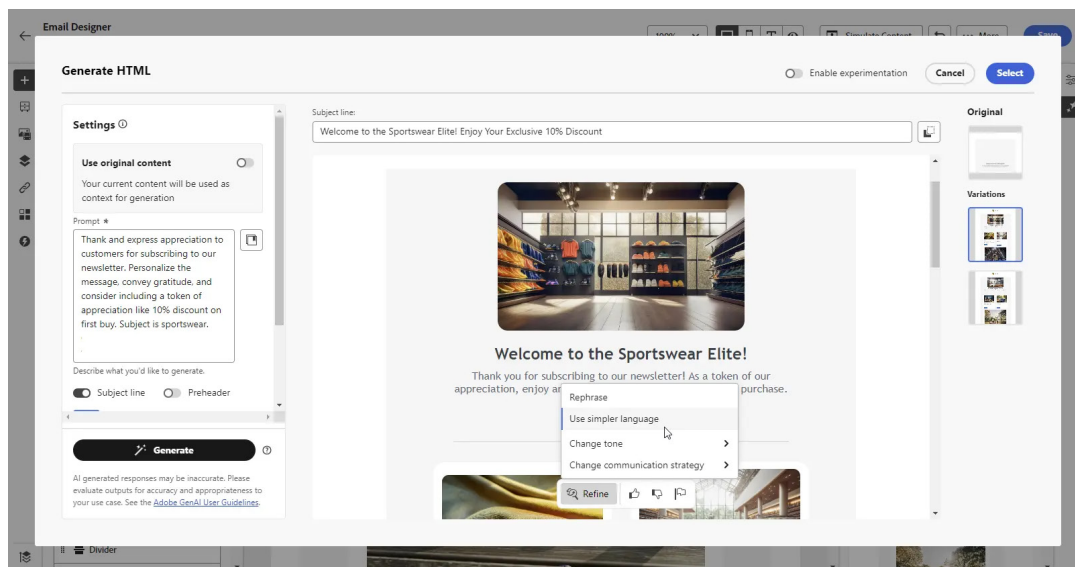 Email Designer
100%
Simulate Content
More
Save
Generate HTML
Enable experimentation
Cancel
Select
Settings
Use original content
Your current content will be used as
context for generation
Prompt *
Thank and express appreciation to
customers for subscribing to our
newsletter. Personalize the
message, convey gratitude, and
consider including a token of
appreciation like 10% discount on
first buy. Subject is sportswear.
Describe what you'd like to generate.
Subject line
Preheader
Generate
AI generated responses may be inaccurate. Please
evaluate outputs for accuracy and appropriateness to
your use case. See the Adobe GenAI User Guidelines.
Subject line:
Welcome to the Sportswear Elite! Enjoy Your Exclusive 10% Discount
Welcome to the Sportswear Elite!
Thank you for subscribing to our newsletter! As a token of our
appreciation, enjoy purchase.
Rephrase
Use simpler language
Change tone
Change communication strategy
Refine
Original
Variations
Divider